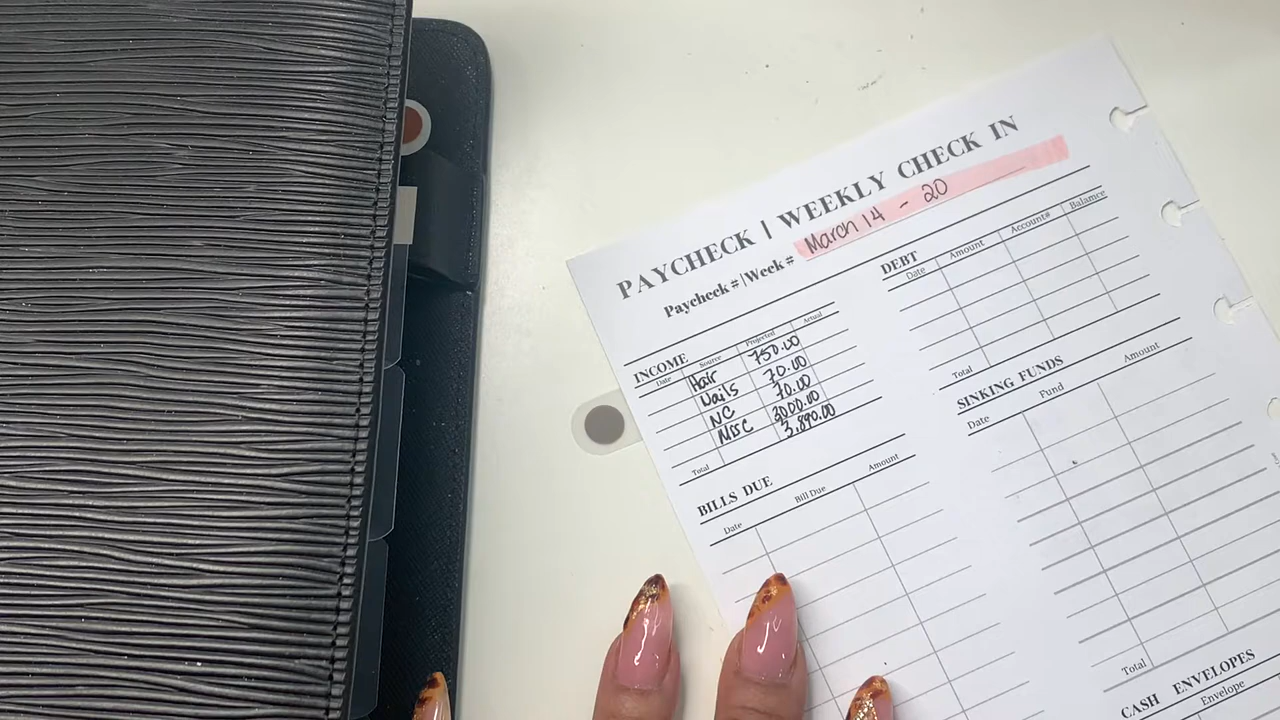 PAYCHECK | WEEKLY CHECK IN
Paycheck #|Week # March 14 - 20
INCOME
Date Source Projected Actual
Hair 750.00
Nails 70.00
NC 70.00
NSSC 3000.00
Total 3,890.00
BILLS DUE
Date Bill Due Amount
DEBT
Date Amount Account# Balance
Total
SINKING FUNDS
Date Fund Amount
Total
CASH ENVELOPES
Envelope